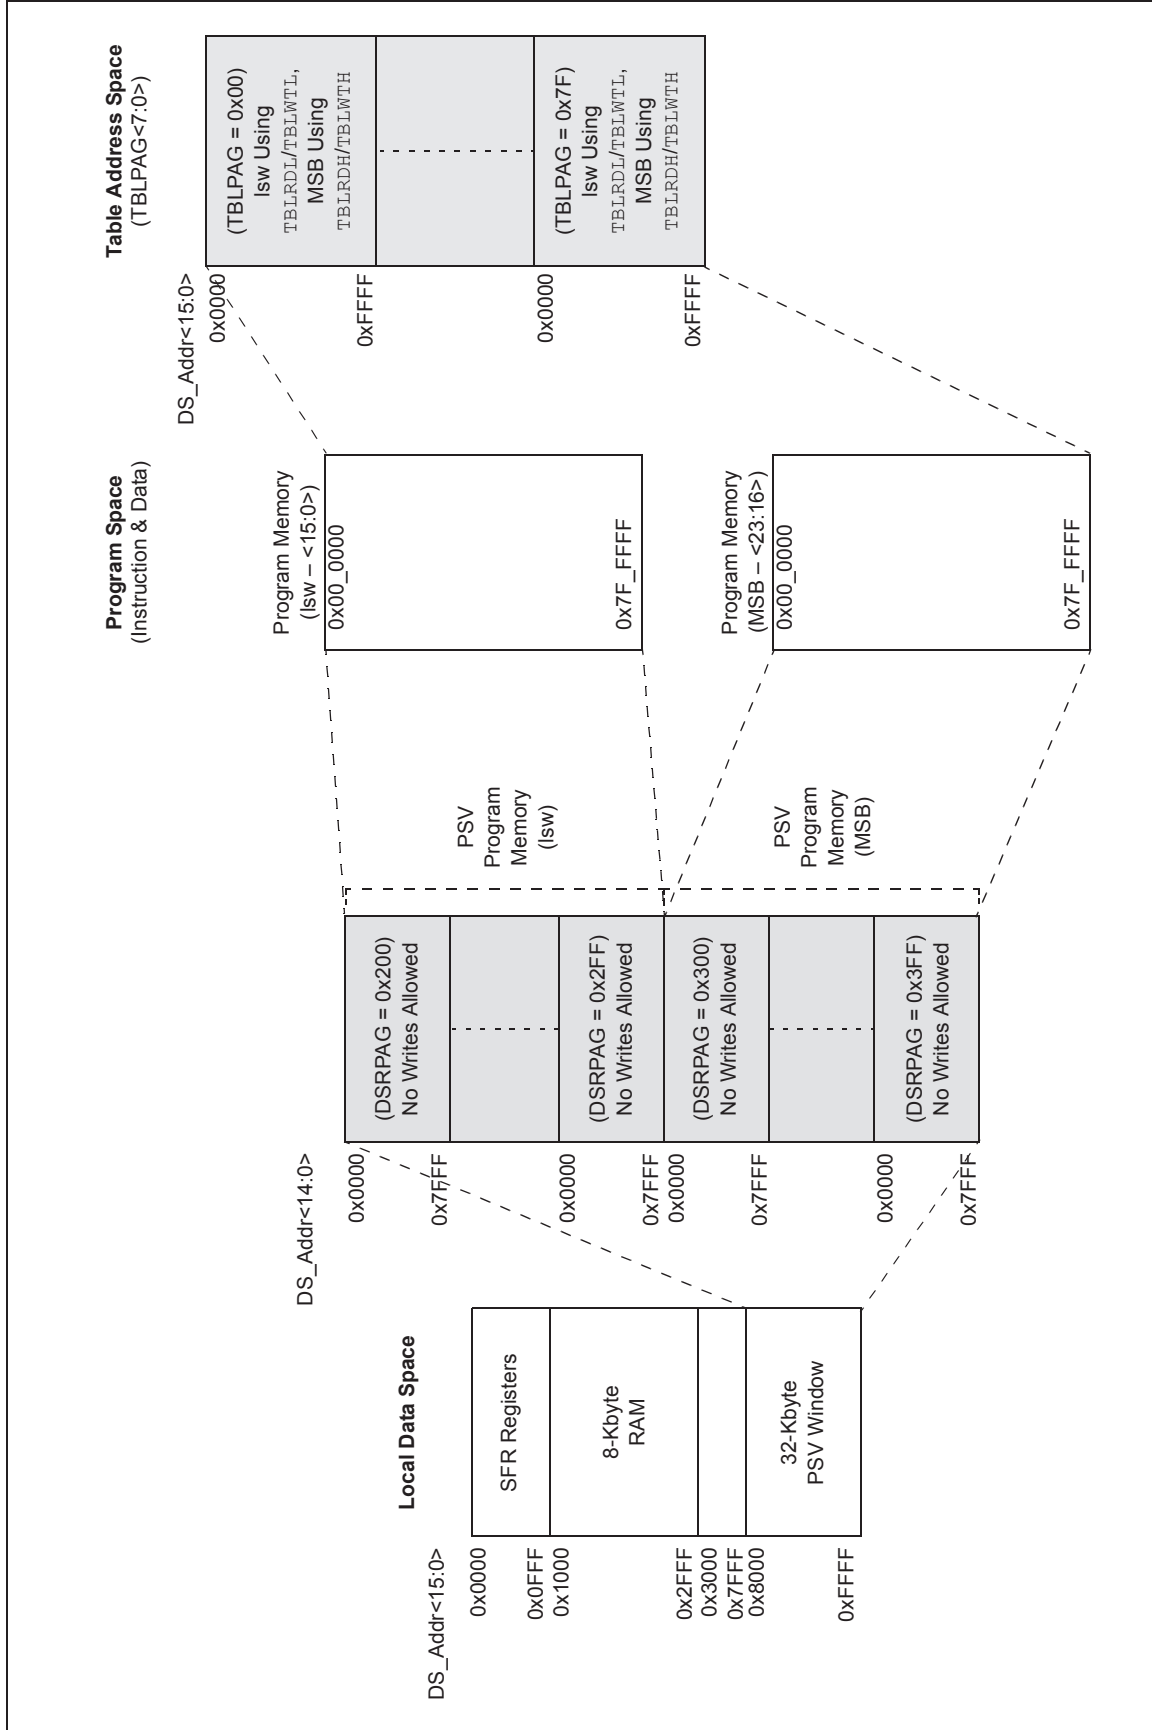 Local Data Space
DS_Addr<15:0>
0x0000
SFR Registers
0x0FFF
0x1000
8-Kbyte
RAM
0x2FFF
0x3000
0x7FFF
0x8000
32-Kbyte
PSV Window
0xFFFF
DS_Addr<14:0>
0x0000
(DSRPAG = 0x200)
No Writes Allowed
0x7FFF
0x0000
(DSRPAG = 0x2FF)
No Writes Allowed
0x7FFF
0x0000
(DSRPAG = 0x300)
No Writes Allowed
0x7FFF
0x0000
(DSRPAG = 0x3FF)
No Writes Allowed
0x7FFF
PSV
Program
Memory
(lsw)
PSV
Program
Memory
(MSB)
Program Space
(Instruction & Data)
Program Memory
(lsw – <15:0>)
0x00_0000
0x7F_FFFF
Program Memory
(MSB – <23:16>)
0x00_0000
0x7F_FFFF
Table Address Space
(TBLPAG<7:0>)
DS_Addr<15:0>
0x0000
(TBLPAG = 0x00)
lsw Using
TBLRDL/TBLWTL,
MSB Using
TBLRDH/TBLWTH
0xFFFF
0x0000
(TBLPAG = 0x7F)
lsw Using
TBLRDL/TBLWTL,
MSB Using
TBLRDH/TBLWTH
0xFFFF